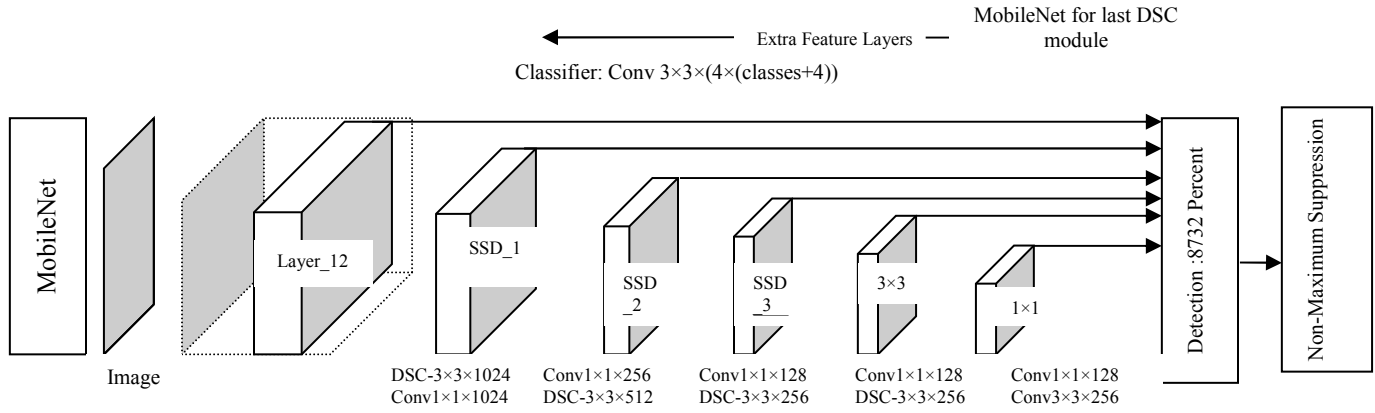 MobileNet for last DSC
module
Extra Feature Layers
Classifier: Conv 3×3×(4×(classes+4))
MobileNet
Image
Layer_12
SSD_1
SSD
_2
SSD
_3
3×3
1×1
Detection :8732 Percent
Non-Maximum Suppression
DSC-3×3×1024
Conv1×1×1024
Conv1×1×256
DSC-3×3×512
Conv1×1×128
DSC-3×3×256
Conv1×1×128
DSC-3×3×256
Conv1×1×128
Conv3×3×256